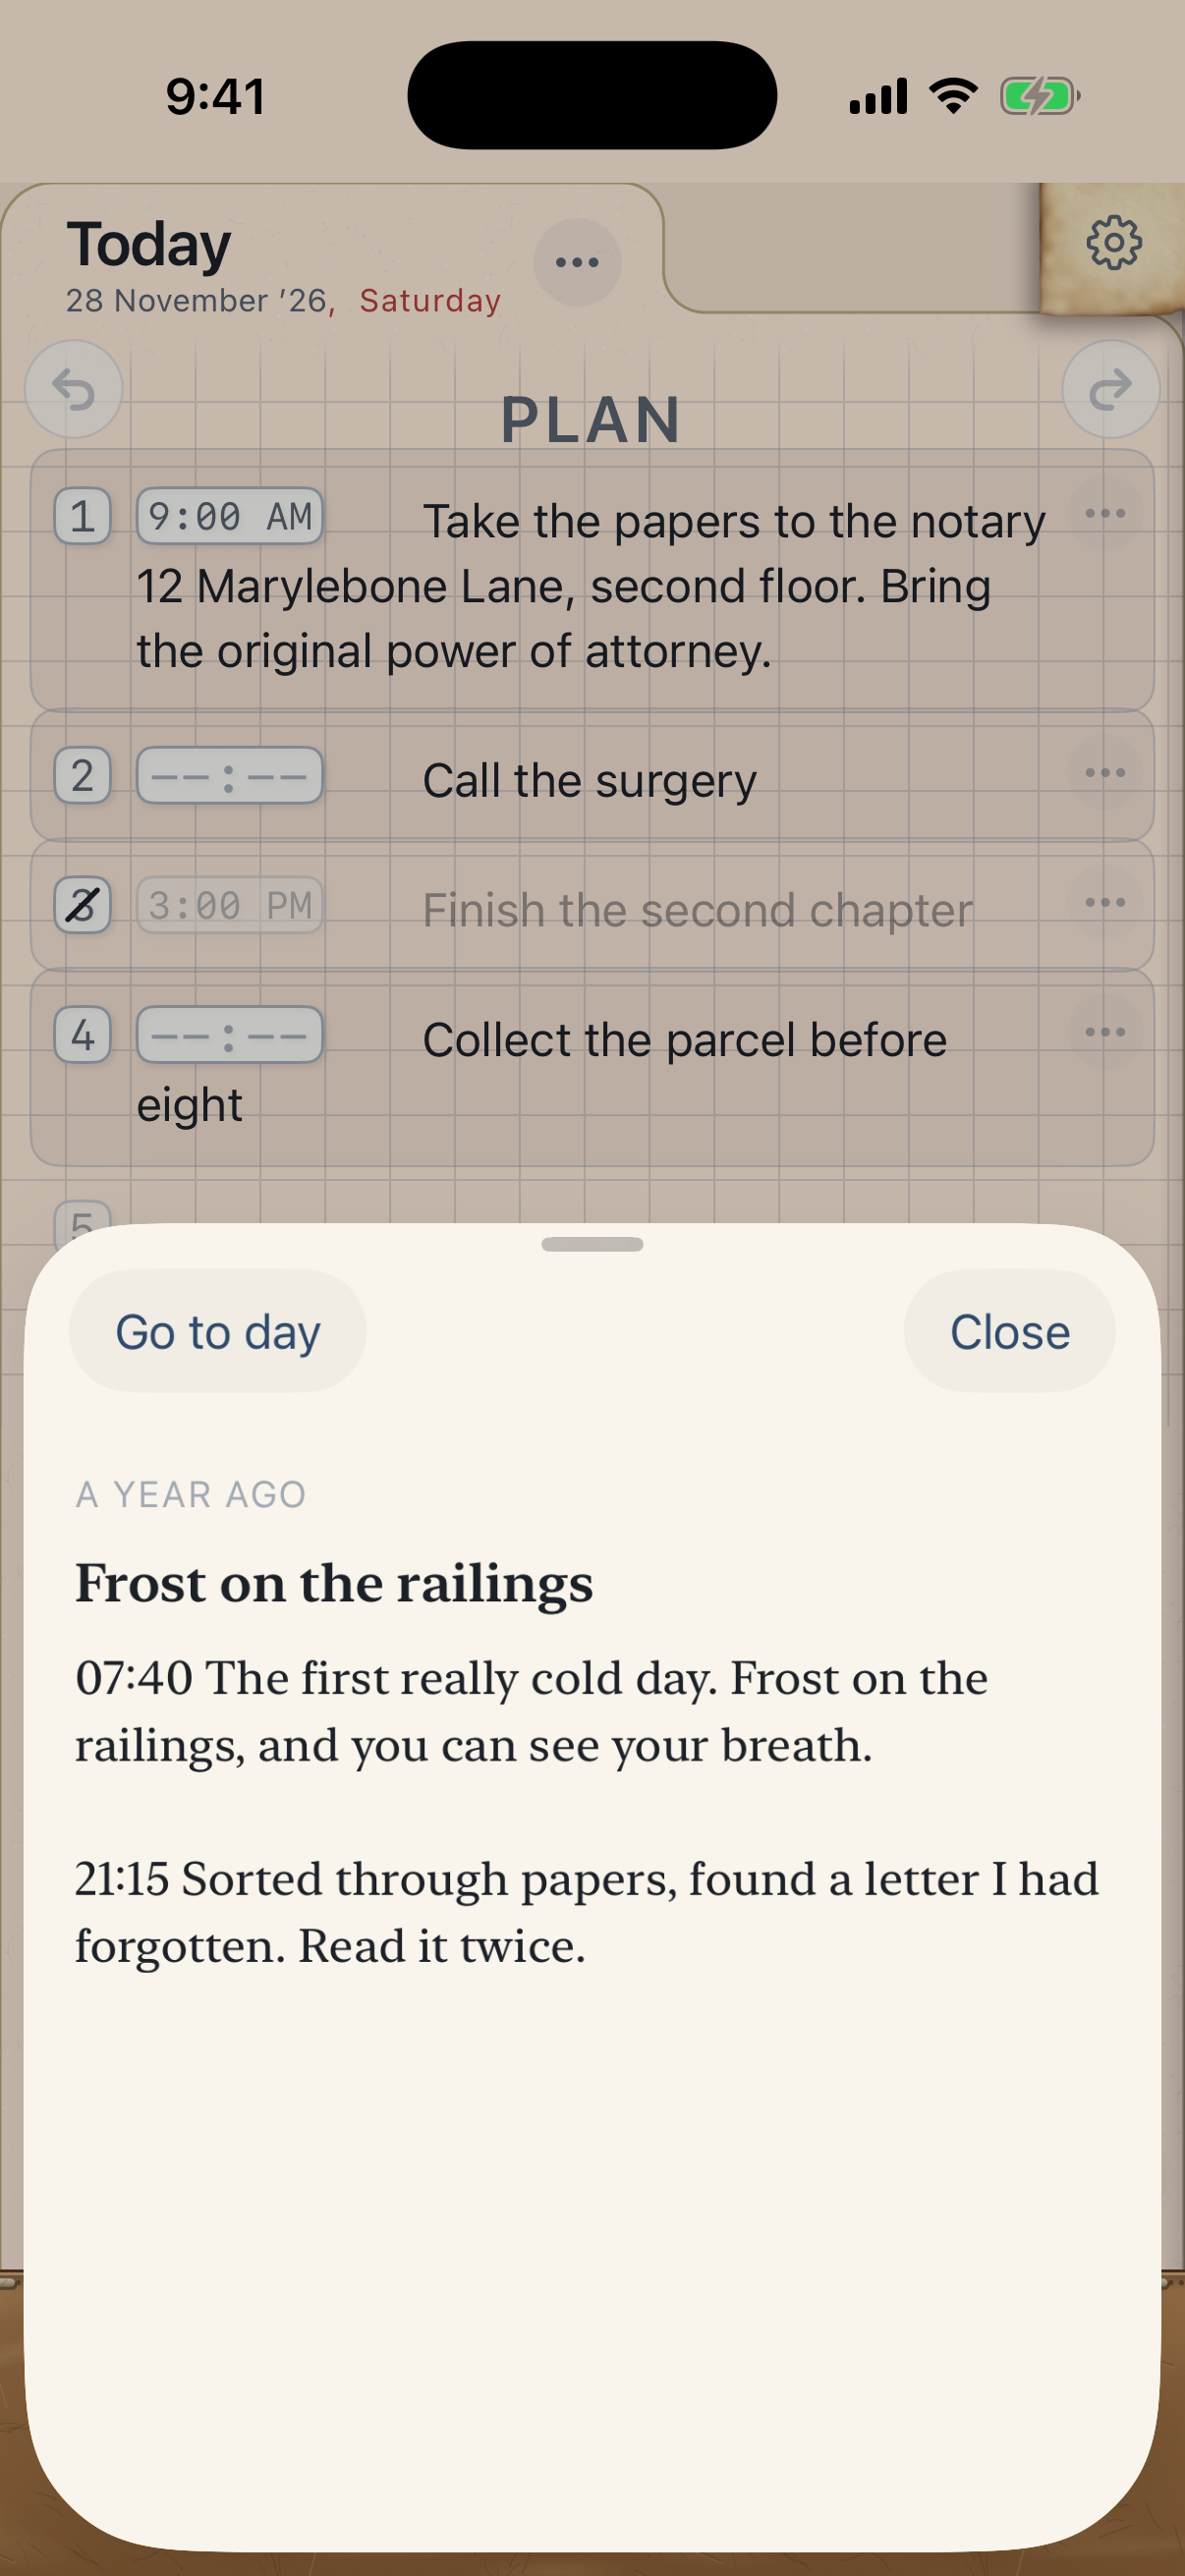 9:41
Today
28 November ’26, Saturday
PLAN
1 9:00 AM Take the papers to the notary
12 Marylebone Lane, second floor. Bring
the original power of attorney.
2 --:-- Call the surgery
3 3:00 PM Finish the second chapter
4 --:-- Collect the parcel before
eight
5
Go to day
Close
A YEAR AGO
Frost on the railings
07:40 The first really cold day. Frost on the
railings, and you can see your breath.
21:15 Sorted through papers, found a letter I had
forgotten. Read it twice.